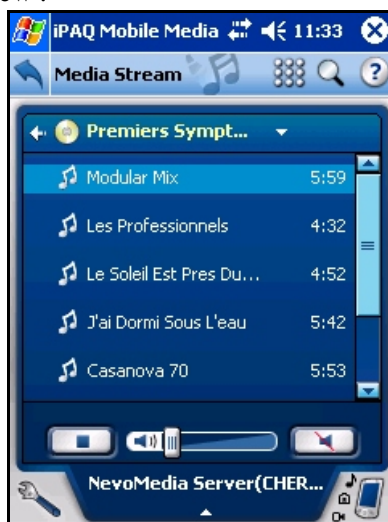 iPAQ Mobile Media 11:33
Media Stream ?
Premiers Sympt...
Modular Mix 5:59
Les Professionnels 4:32
Le Soleil Est Pres Du... 4:52
J'ai Dormi Sous L'eau 5:42
Casanova 70 5:53
NevoMedia Server(CHER...